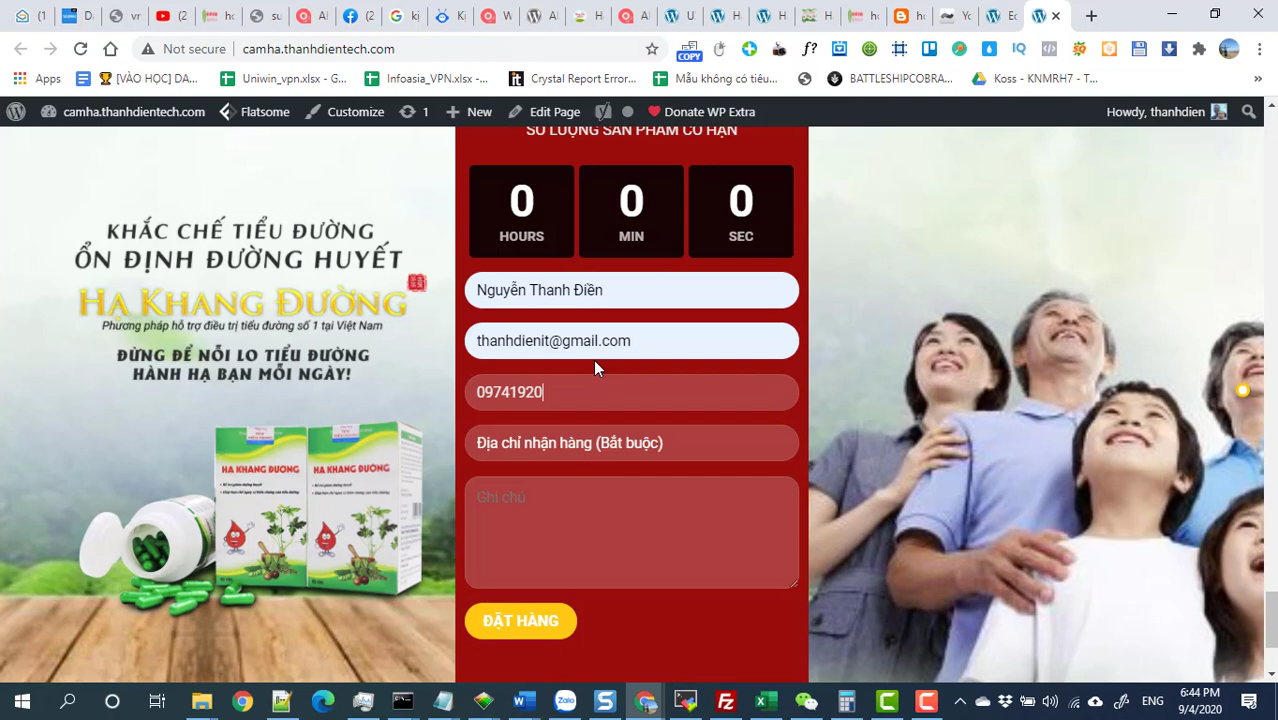 Not secure
camha.thanhdientech.com
COPY
Apps
[VÀO HỌC] DA...
Uniwin_vpn.xlsx - G...
Infoasia_VPN.xlsx -...
Crystal Report Error...
Mẫu không có tiêu...
BATTLESHIPCOBRA...
Koss - KNMRH7 - T...
camha.thanhdientech.com
Flatsome
Customize
1
New
Edit Page
Donate WP Extra
Howdy, thanhdien
SỐ LƯỢNG SẢN PHẨM CÓ HẠN
0
0
0
HOURS
MIN
SEC
KHẮC CHẾ TIỂU ĐƯỜNG
ỔN ĐỊNH ĐƯỜNG HUYẾT
HẠ KHANG ĐƯỜNG
Phương pháp hỗ trợ điều trị tiểu đường số 1 tại Việt Nam
ĐỪNG ĐỂ NỖI LO TIỂU ĐƯỜNG
HÀNH HẠ BẠN MỖI NGÀY!
HẠ KHANG ĐƯỜNG
HẠ KHANG ĐƯỜNG
Nguyễn Thanh Điền
thanhdienit@gmail.com
09741920
Địa chỉ nhận hàng (Bắt buộc)
Ghi chú
ĐẶT HÀNG
ENG
6:44 PM
9/4/2020